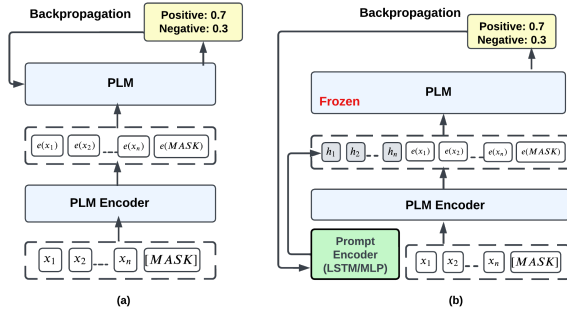 Backpropagation
Positive: 0.7
Negative: 0.3
PLM
e(x₁) e(x₂) ---- e(xₙ) e(MASK)
PLM Encoder
x₁ x₂ ---- xₙ [MASK]
(a)
Backpropagation
Positive: 0.7
Negative: 0.3
PLM
Frozen
h₁ h₂ -- hₙ e(x₁) e(x₂) -- e(xₙ) e(MASK)
PLM Encoder
Prompt
Encoder
(LSTM/MLP)
x₁ x₂ -- xₙ [MASK]
(b)